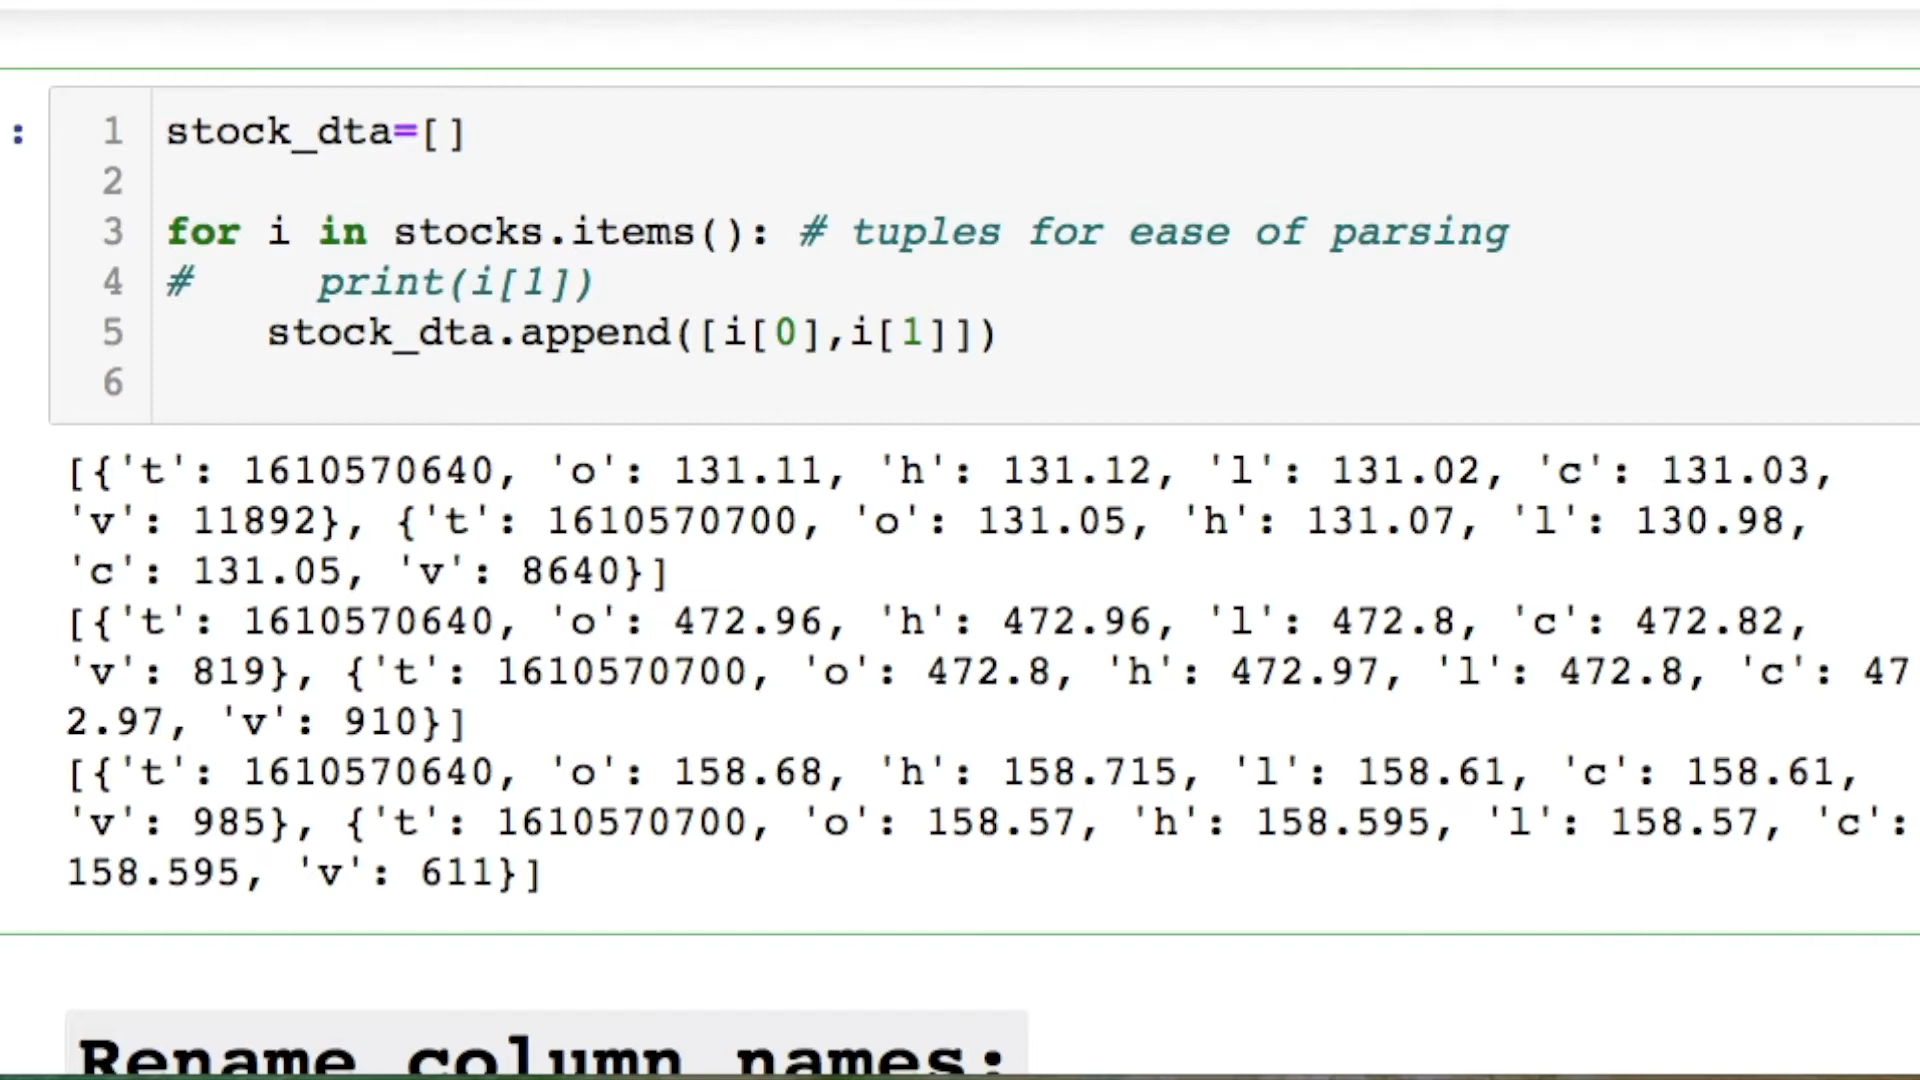 :
1 stock_dta=[]
2
3 for i in stocks.items(): # tuples for ease of parsing
4 #     print(i[1])
5     stock_dta.append([i[0],i[1]])
6
[{'t': 1610570640, 'o': 131.11, 'h': 131.12, 'l': 131.02, 'c': 131.03,
'v': 11892}, {'t': 1610570700, 'o': 131.05, 'h': 131.07, 'l': 130.98,
'c': 131.05, 'v': 8640}]
[{'t': 1610570640, 'o': 472.96, 'h': 472.96, 'l': 472.8, 'c': 472.82,
'v': 819}, {'t': 1610570700, 'o': 472.8, 'h': 472.97, 'l': 472.8, 'c': 47
2.97, 'v': 910}]
[{'t': 1610570640, 'o': 158.68, 'h': 158.715, 'l': 158.61, 'c': 158.61,
'v': 985}, {'t': 1610570700, 'o': 158.57, 'h': 158.595, 'l': 158.57, 'c':
158.595, 'v': 611}]
Rename column names: